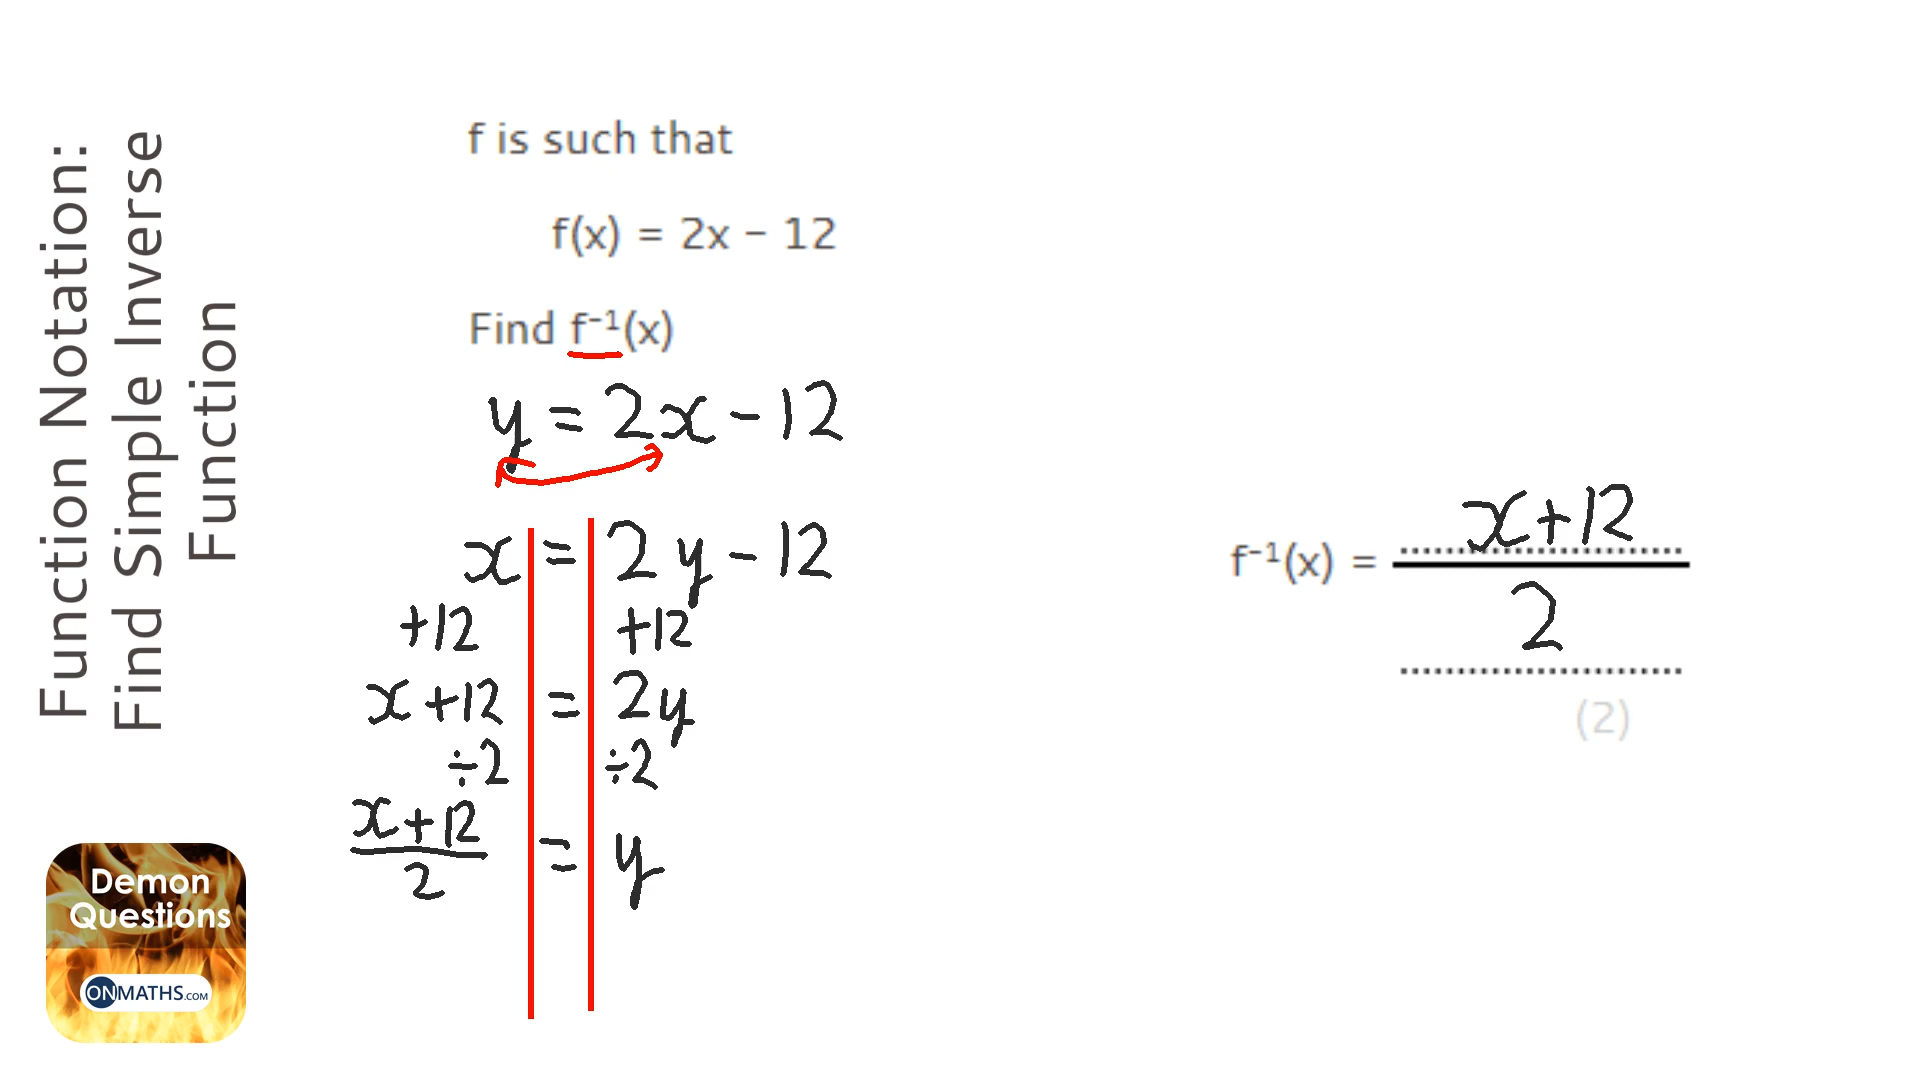 Function Notation:
Find Simple Inverse
Function
f is such that
f(x) = 2x − 12
Find f⁻¹(x)
y = 2x − 12
x = 2y − 12
+12 +12
x + 12 = 2y
÷2 ÷2
x + 12
2
= y
f⁻¹(x) =
x + 12
2
(2)
Demon
Questions
ONMATHS.COM